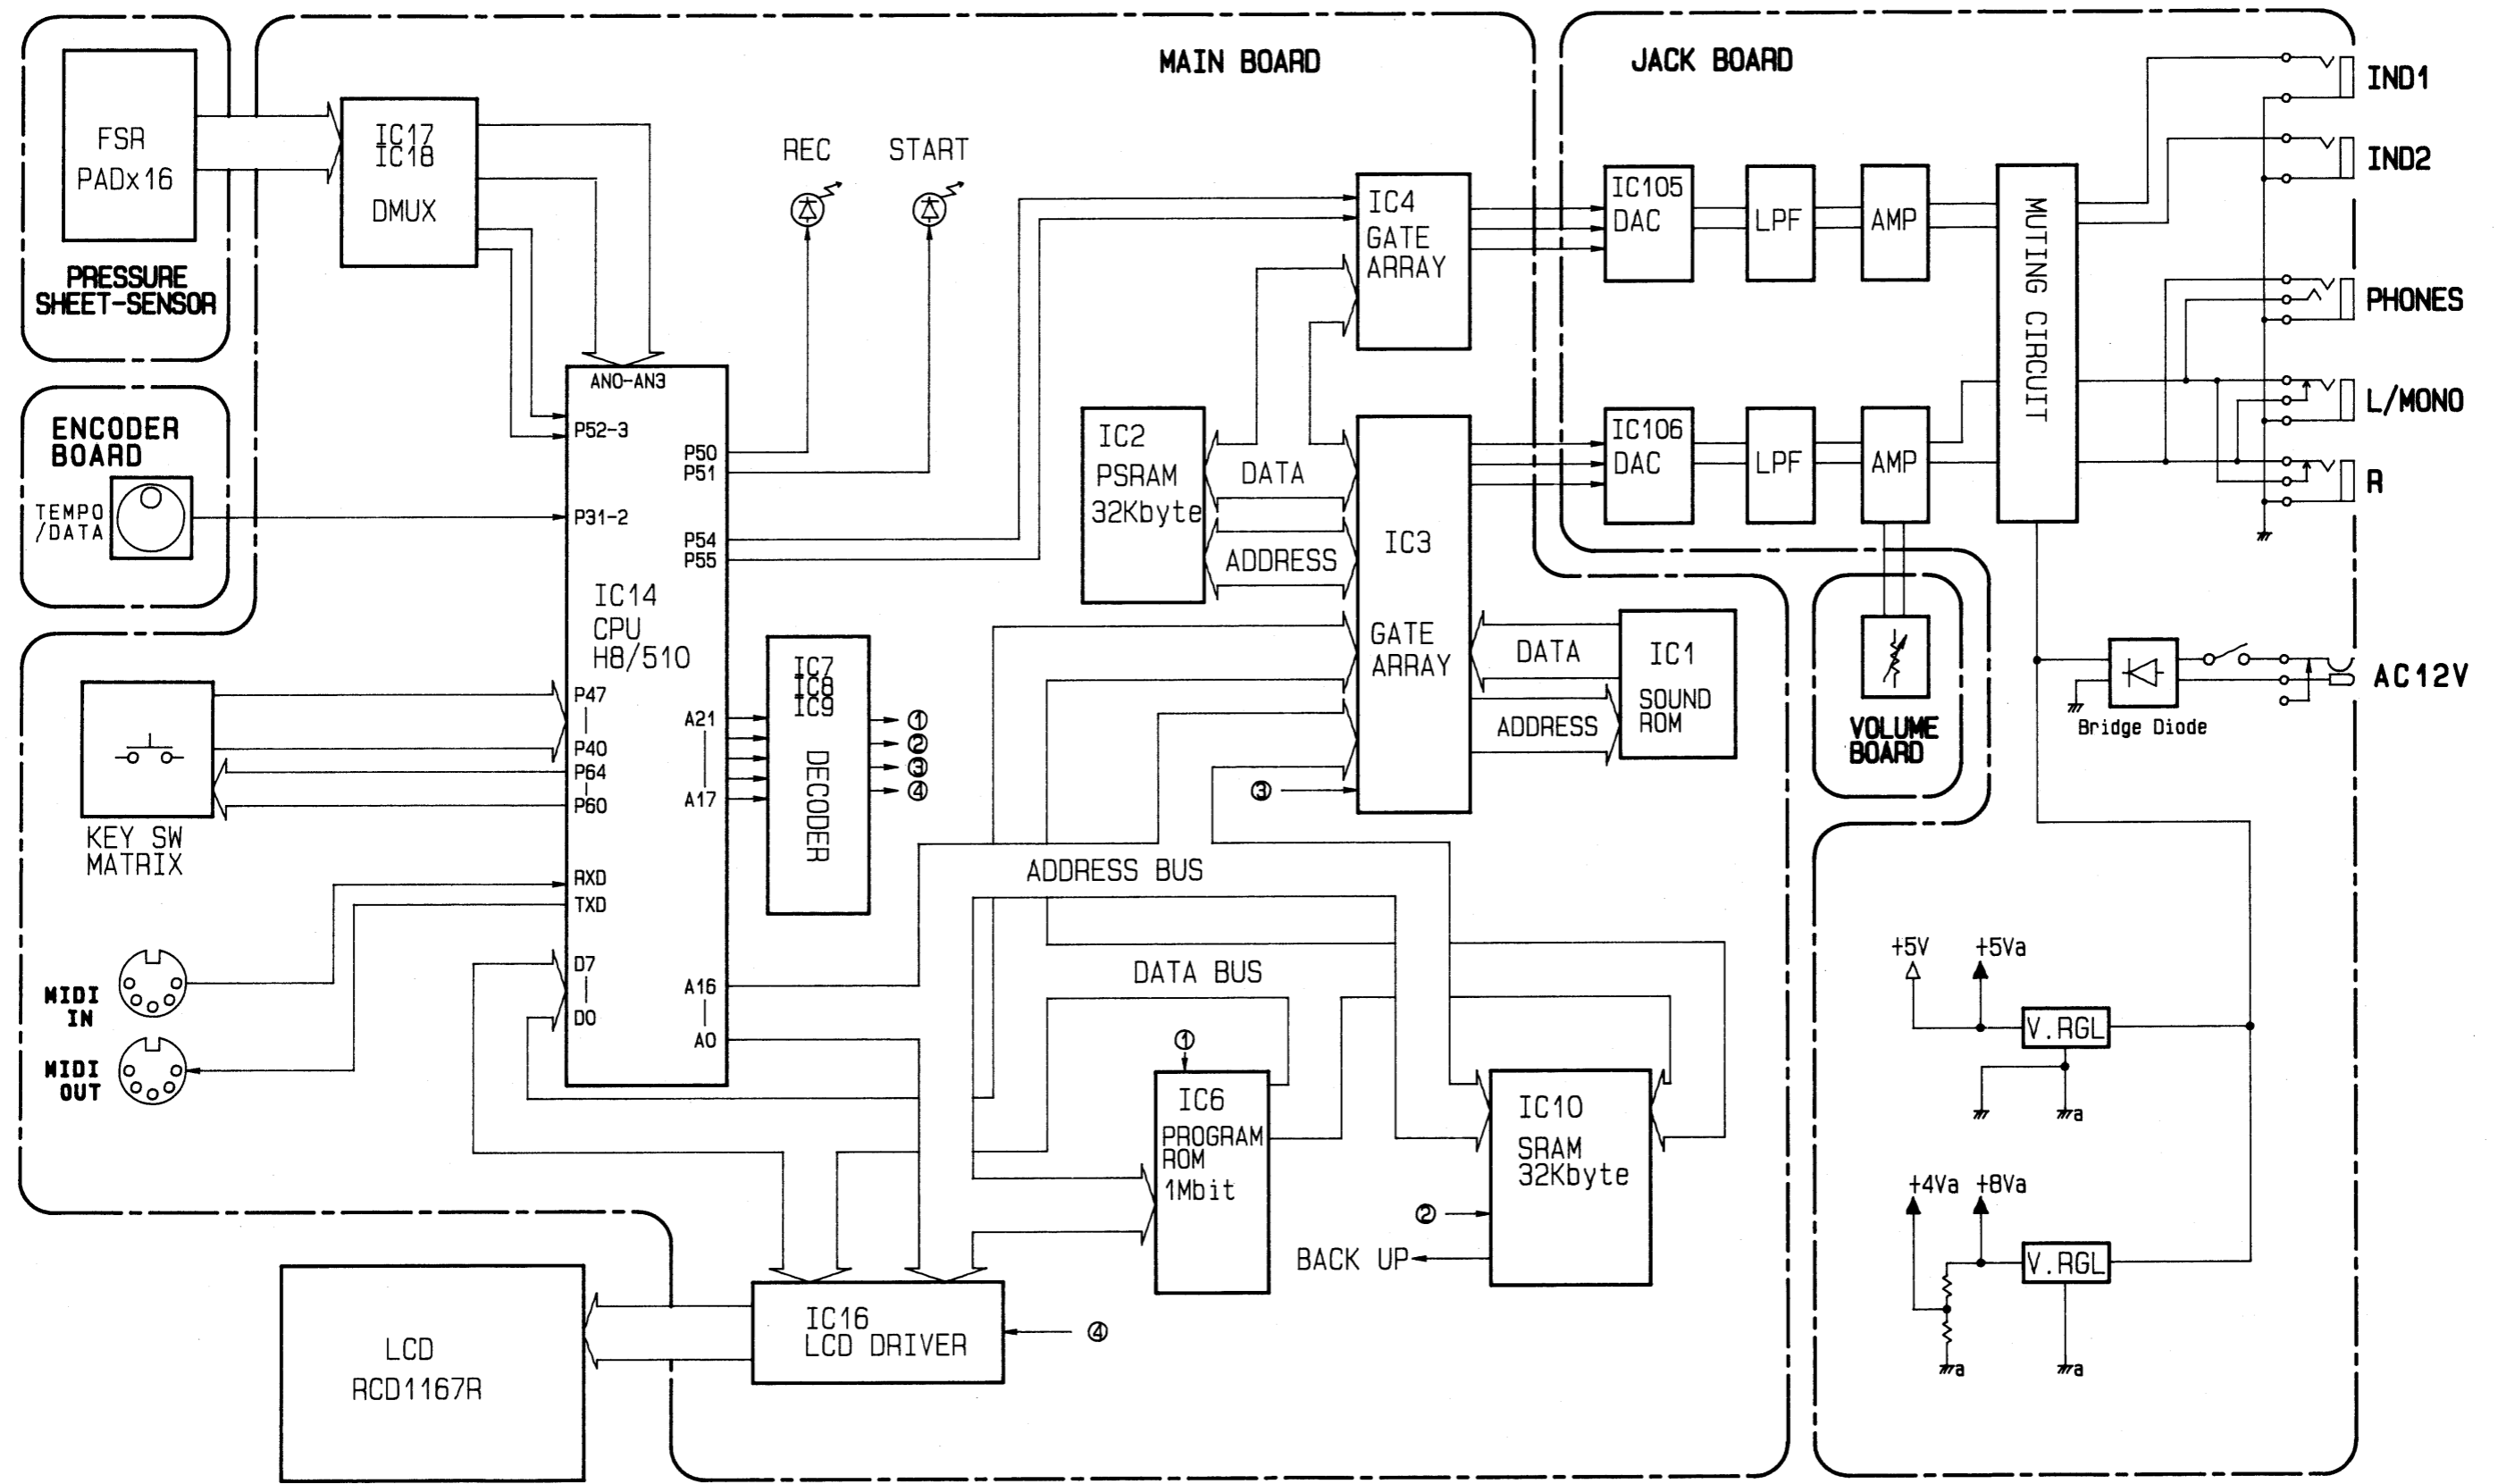 MAIN BOARD
JACK BOARD
FSR
PADx16
PRESSURE
SHEET-SENSOR
IC17
IC18
DMUX
REC
START
ENCODER
BOARD
TEMPO
/DATA
AN0-AN3
P52-3
P31-2
P50
P51
P54
P55
IC14
CPU
H8/510
P47
P40
P64
P60
RXD
TXD
D7
D0
A21
A17
A16
A0
KEY SW
MATRIX
MIDI
IN
MIDI
OUT
IC7
IC8
IC9
DECODER
①
②
③
④
IC4
GATE
ARRAY
IC2
PSRAM
32Kbyte
DATA
ADDRESS
IC3
GATE
ARRAY
③
DATA
ADDRESS
IC1
SOUND
ROM
ADDRESS BUS
DATA BUS
①
IC6
PROGRAM
ROM
1Mbit
IC10
SRAM
32Kbyte
②
BACK UP
IC16
LCD DRIVER
④
LCD
RCD1167R
IC105
DAC
LPF
AMP
IC106
DAC
LPF
AMP
MUTING CIRCUIT
IND1
IND2
PHONES
L/MONO
R
VOLUME
BOARD
Bridge Diode
AC12V
+5V
+5Va
V.RGL
a
+4Va
+8Va
V.RGL
a
a